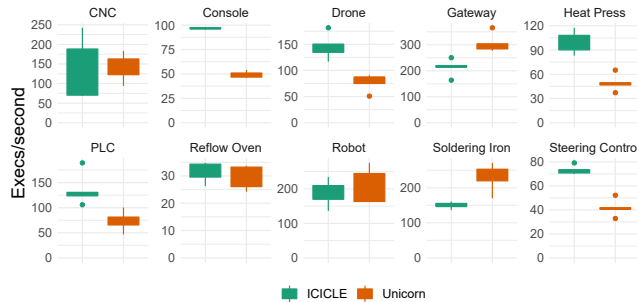 CNC Console Drone Gateway Heat Press
Execs/second
250 100 120
200 75 150 300 90
150 50 100 200 60
100 25 50 100 30
50
0 0 0 0 0
PLC Reflow Oven Robot Soldering Iron Steering Contro
150 30 200 200 80
100 20 100 100 60
50 10 40
20
0 0 0 0 0
ICICLE Unicorn